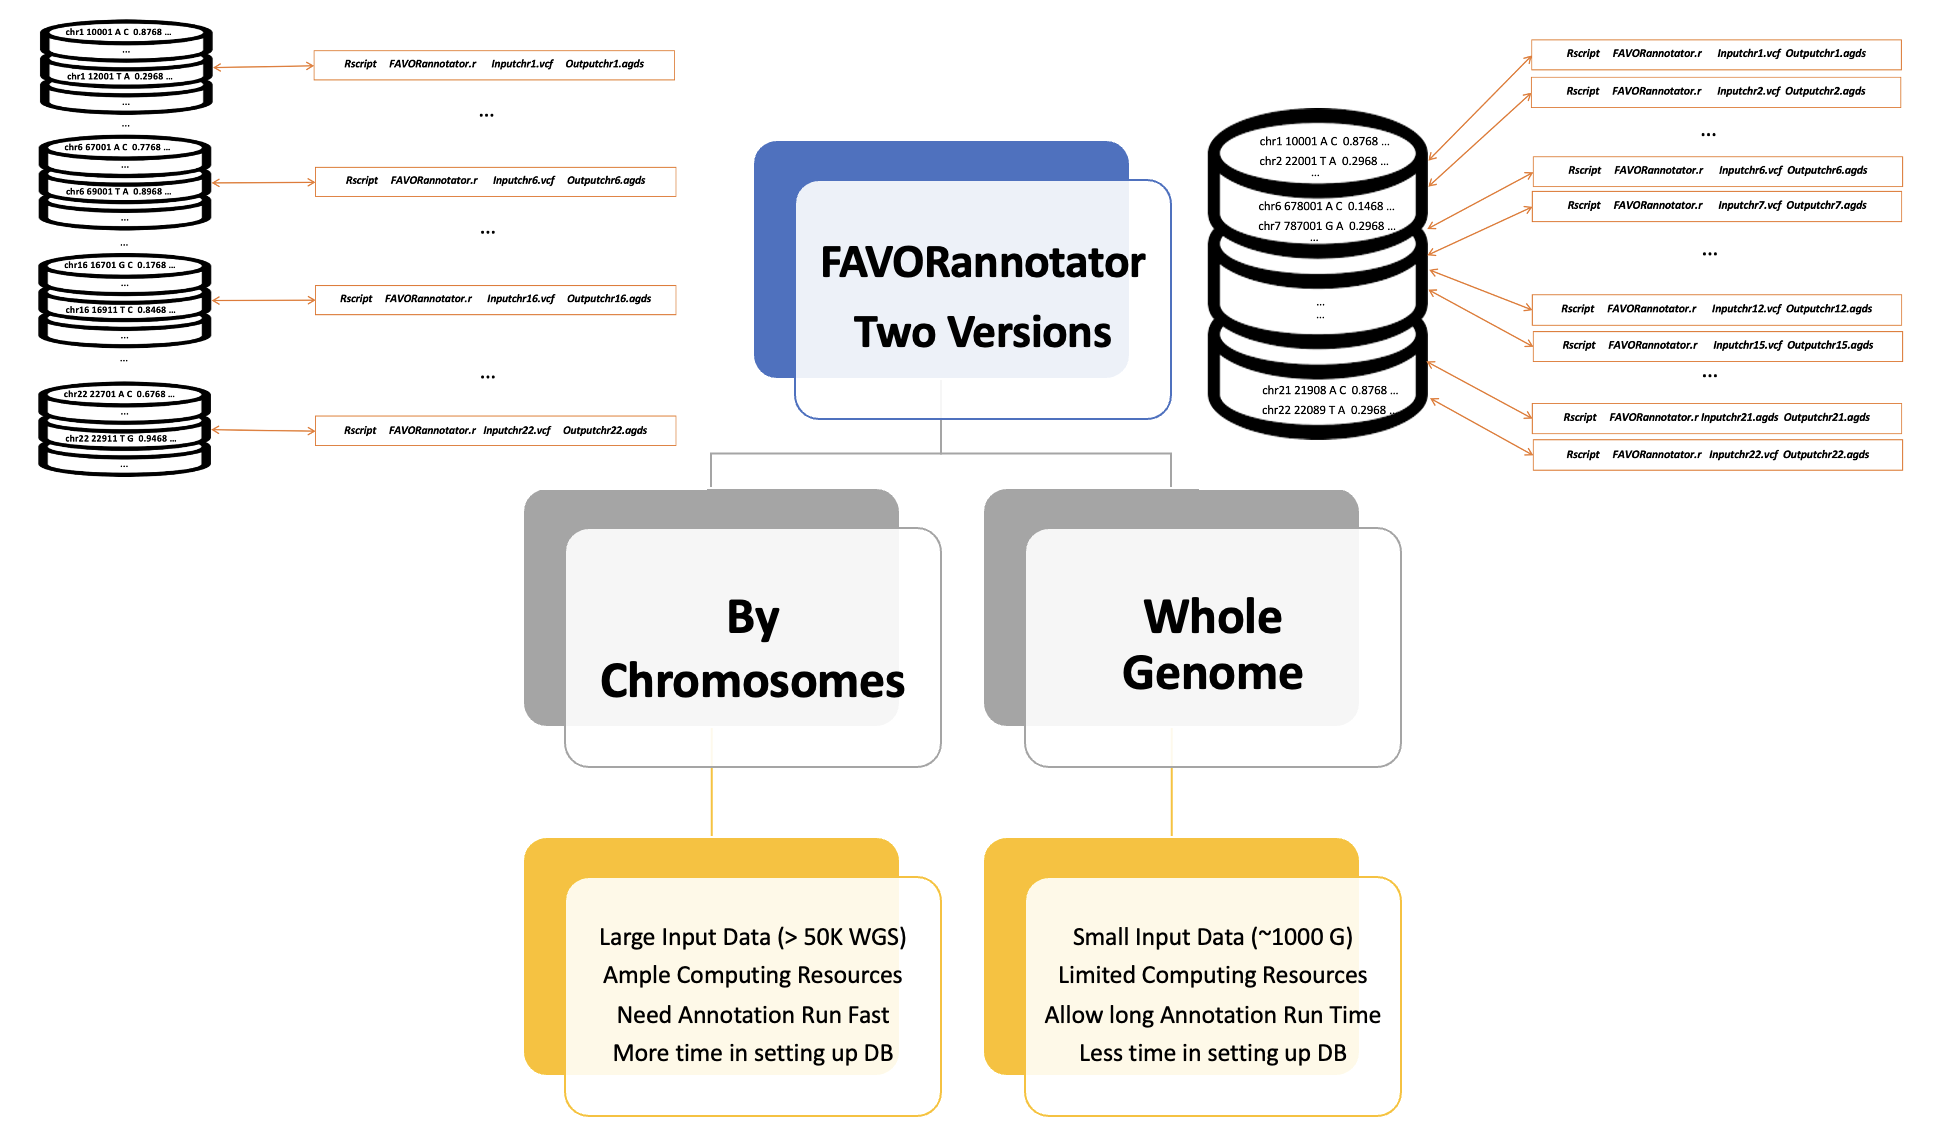 chr1 10001 A C 0.8768 ...
...
chr1 12001 T A 0.2968 ...
...
...
chr6 67001 A C 0.7768 ...
...
chr6 69001 T A 0.8968 ...
...
...
chr16 16701 G C 0.1768 ...
...
chr16 16911 T C 0.8468 ...
...
...
chr22 22701 A C 0.6768 ...
...
chr22 22911 T G 0.9468 ...
...
Rscript FAVORannotator.r Inputchr1.vcf Outputchr1.agds
...
Rscript FAVORannotator.r Inputchr6.vcf Outputchr6.agds
...
Rscript FAVORannotator.r Inputchr16.vcf Outputchr16.agds
...
Rscript FAVORannotator.r Inputchr22.vcf Outputchr22.agds
FAVORannotator
Two Versions
chr1 10001 A C 0.8768 ...
chr2 22001 T A 0.2968 ...
...
chr6 678001 A C 0.1468 ...
chr7 787001 G A 0.2968 ...
...
...
...
chr21 21908 A C 0.8768 ...
chr22 22089 T A 0.2968 ...
Rscript FAVORannotator.r Inputchr1.vcf Outputchr1.agds
Rscript FAVORannotator.r Inputchr2.vcf Outputchr2.agds
...
Rscript FAVORannotator.r Inputchr6.vcf Outputchr6.agds
Rscript FAVORannotator.r Inputchr7.vcf Outputchr7.agds
...
Rscript FAVORannotator.r Inputchr12.vcf Outputchr12.agds
Rscript FAVORannotator.r Inputchr15.vcf Outputchr15.agds
...
Rscript FAVORannotator.r Inputchr21.agds Outputchr21.agds
Rscript FAVORannotator.r Inputchr22.vcf Outputchr22.agds
By
Chromosomes
Whole
Genome
Large Input Data (> 50K WGS)
Ample Computing Resources
Need Annotation Run Fast
More time in setting up DB
Small Input Data (~1000 G)
Limited Computing Resources
Allow long Annotation Run Time
Less time in setting up DB